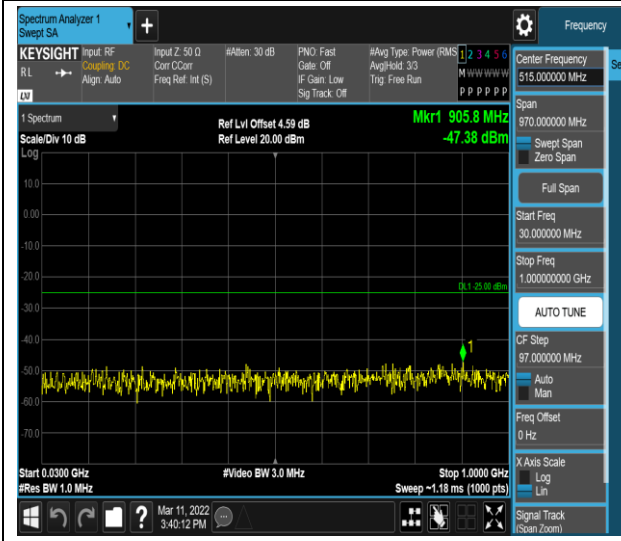 Spectrum Analyzer 1
Swept SA
Frequency
KEYSIGHT
RL
Input: RF
Coupling: DC
Align: Auto
Input Z: 50 Ω
Corr CCorr
Freq Ref: Int (S)
#Atten: 30 dB
PNO: Fast
Gate: Off
IF Gain: Low
Sig Track: Off
#Avg Type: Power (RMS
Avg|Hold: 3/3
Trig: Free Run
1 2 3 4 5 6
M W W W W W
P P P P P P
LXI
1 Spectrum
Scale/Div 10 dB
Log
Ref Lvl Offset 4.59 dB
Ref Level 20.00 dBm
Mkr1 905.8 MHz
-47.38 dBm
10.0
0.00
-10.0
-20.0
DL1 -25.00 dBm
-30.0
-40.0
1
-50.0
-60.0
-70.0
Start 0.0300 GHz
#Res BW 1.0 MHz
#Video BW 3.0 MHz
Stop 1.0000 GHz
Sweep ~1.18 ms (1000 pts)
?
Mar 11, 2022
3:40:12 PM
Center Frequency
515.000000 MHz
Se
Span
970.000000 MHz
Swept Span
Zero Span
Full Span
Start Freq
30.000000 MHz
Stop Freq
1.000000000 GHz
AUTO TUNE
CF Step
97.000000 MHz
Auto
Man
Freq Offset
0 Hz
X Axis Scale
Log
Lin
Signal Track
(Span Zoom)